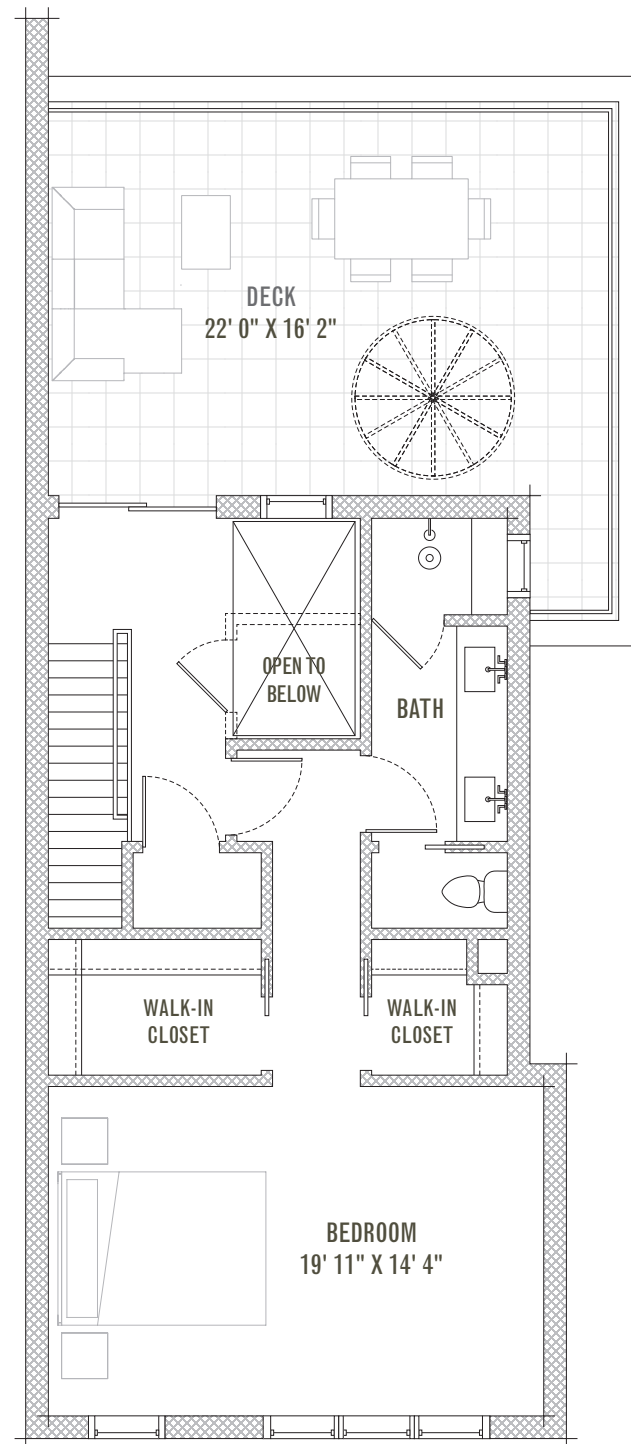 DECK
22' 0" X 16' 2"
OPEN TO
BELOW
BATH
WALK-IN
CLOSET
WALK-IN
CLOSET
BEDROOM
19' 11" X 14' 4"